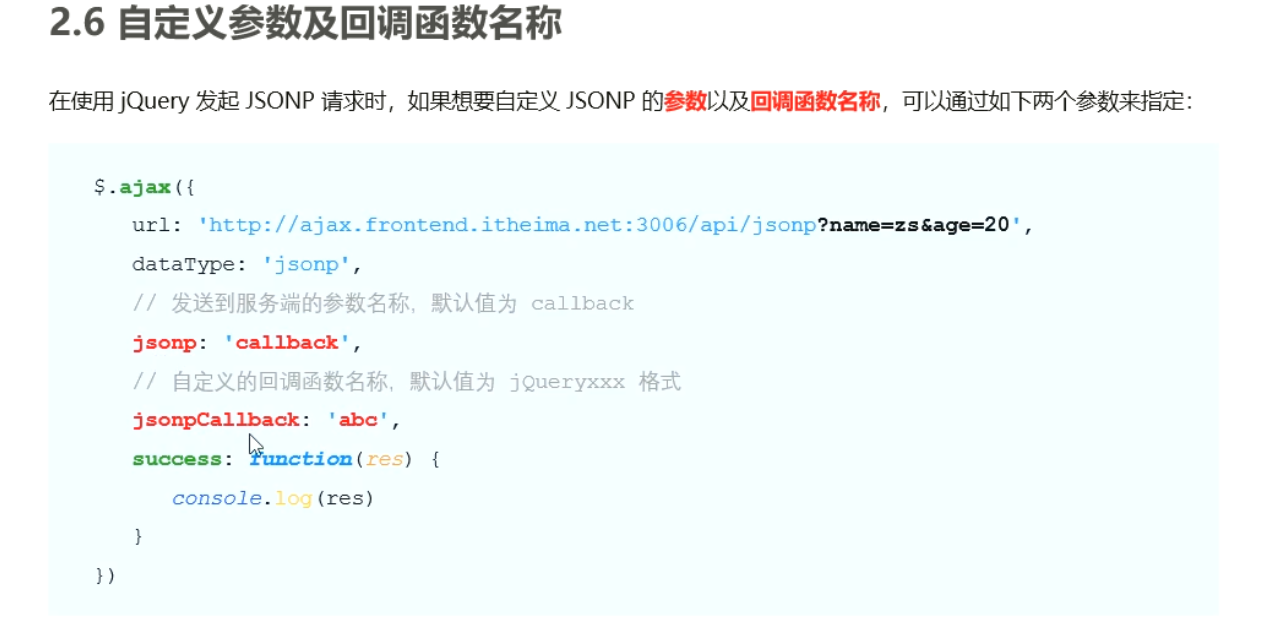 2.6 自定义参数及回调函数名称
在使用 jQuery 发起 JSONP 请求时，如果想要自定义 JSONP 的参数以及回调函数名称，可以通过如下两个参数来指定：
$.ajax({
url: 'http://ajax.frontend.itheima.net:3006/api/jsonp?name=zs&age=20',
dataType: 'jsonp',
// 发送到服务端的参数名称，默认值为 callback
jsonp: 'callback',
// 自定义的回调函数名称，默认值为 jQueryxxx 格式
jsonpCallback: 'abc',
success: function(res) {
console.log(res)
}
})